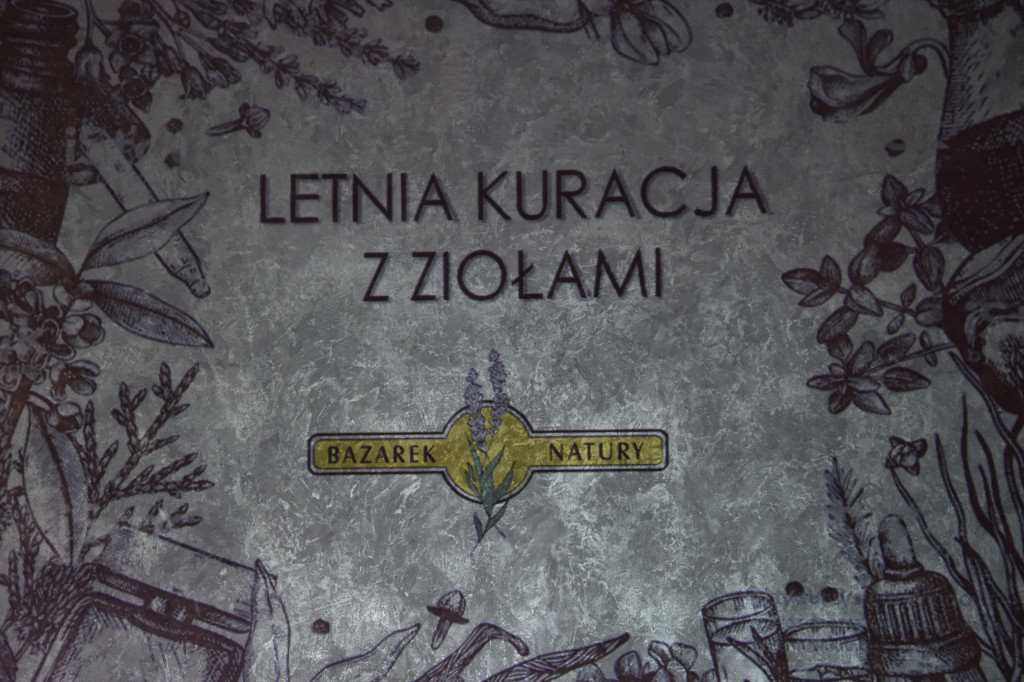 LETNIA KURACJA
Z ZIOŁAMI
BAZAREK NATURY